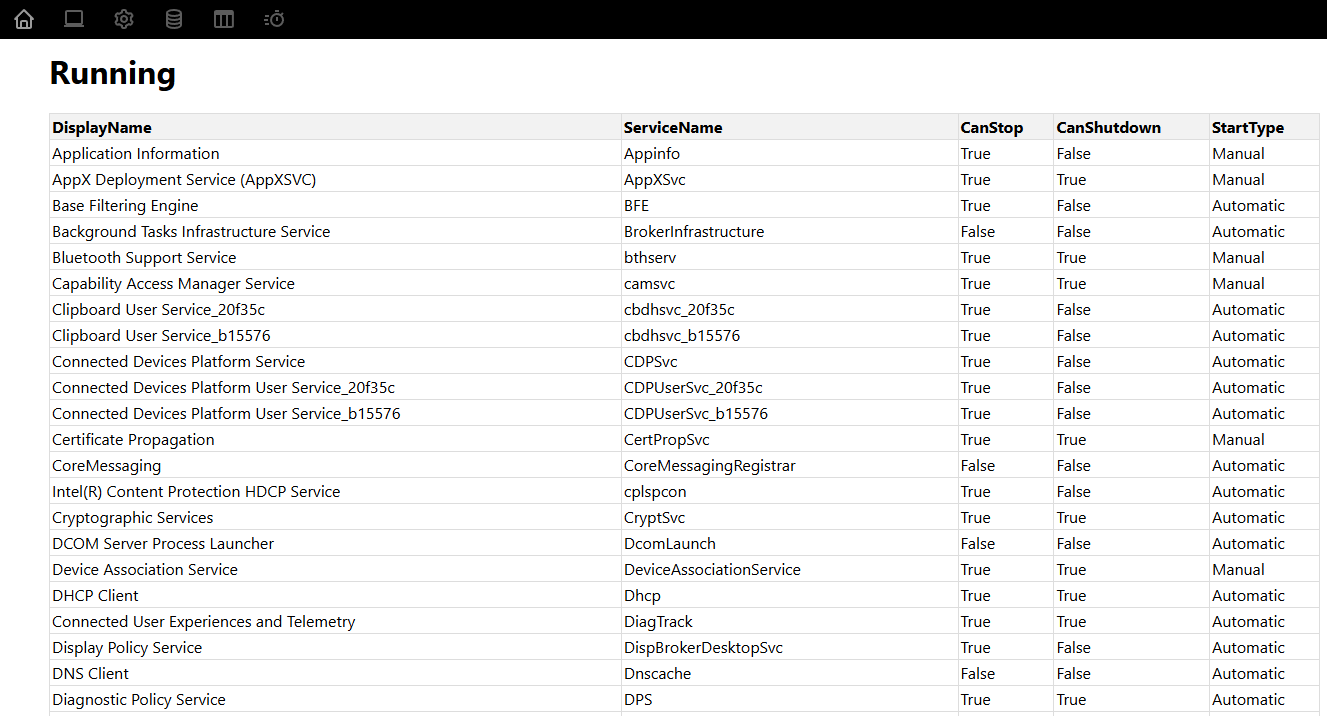 Running
DisplayName ServiceName CanStop CanShutdown StartType
Application Information Appinfo True False Manual
AppX Deployment Service (AppXSVC) AppXSvc True True Manual
Base Filtering Engine BFE True False Automatic
Background Tasks Infrastructure Service BrokerInfrastructure False False Automatic
Bluetooth Support Service bthserv True True Manual
Capability Access Manager Service camsvc True True Manual
Clipboard User Service_20f35c cbdhsvc_20f35c True False Automatic
Clipboard User Service_b15576 cbdhsvc_b15576 True False Automatic
Connected Devices Platform Service CDPSvc True False Automatic
Connected Devices Platform User Service_20f35c CDPUserSvc_20f35c True False Automatic
Connected Devices Platform User Service_b15576 CDPUserSvc_b15576 True False Automatic
Certificate Propagation CertPropSvc True True Manual
CoreMessaging CoreMessagingRegistrar False False Automatic
Intel(R) Content Protection HDCP Service cplspcon True False Automatic
Cryptographic Services CryptSvc True True Automatic
DCOM Server Process Launcher DcomLaunch False False Automatic
Device Association Service DeviceAssociationService True True Manual
DHCP Client Dhcp True True Automatic
Connected User Experiences and Telemetry DiagTrack True True Automatic
Display Policy Service DispBrokerDesktopSvc True False Automatic
DNS Client Dnscache False False Automatic
Diagnostic Policy Service DPS True True Automatic